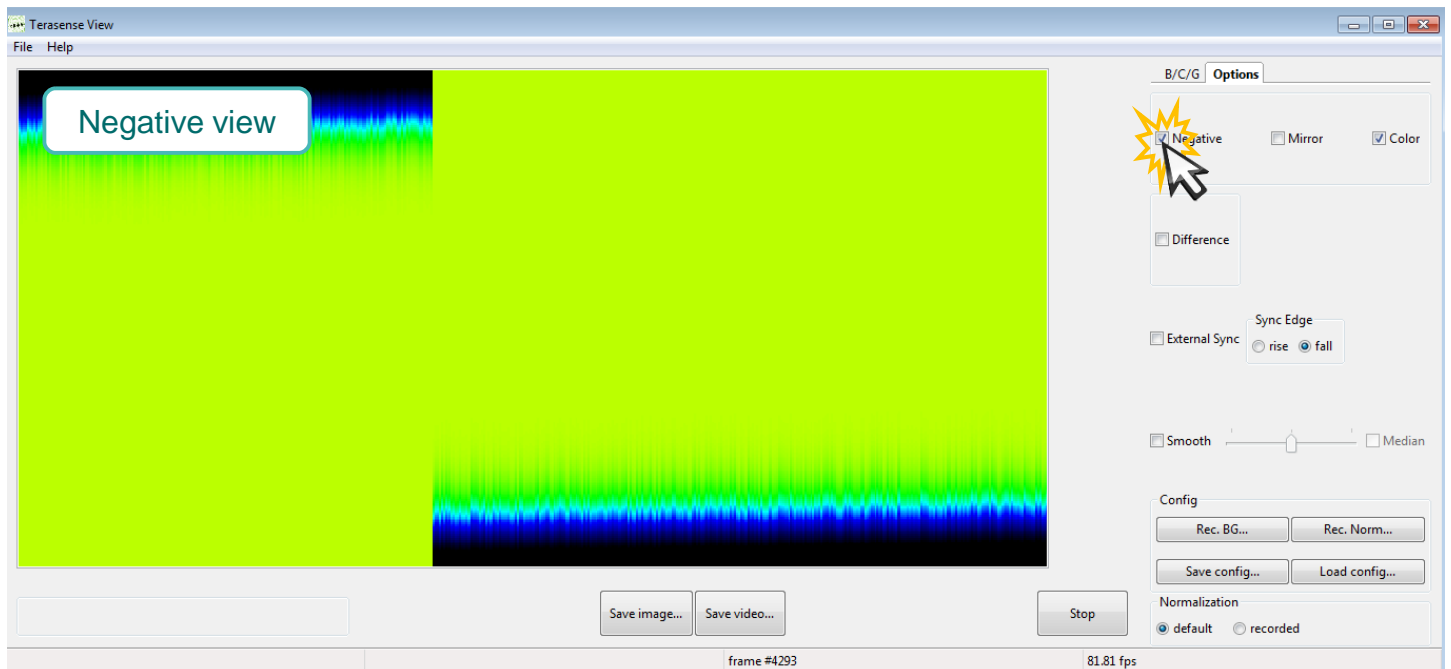 Terasense View
File Help
Negative view
B/C/G Options
Negative Mirror Color
Difference
External Sync
Sync Edge
rise fall
Smooth Median
Config
Rec. BG... Rec. Norm...
Save config... Load config...
Normalization
default recorded
Save image... Save video... Stop
frame #4293 81.81 fps